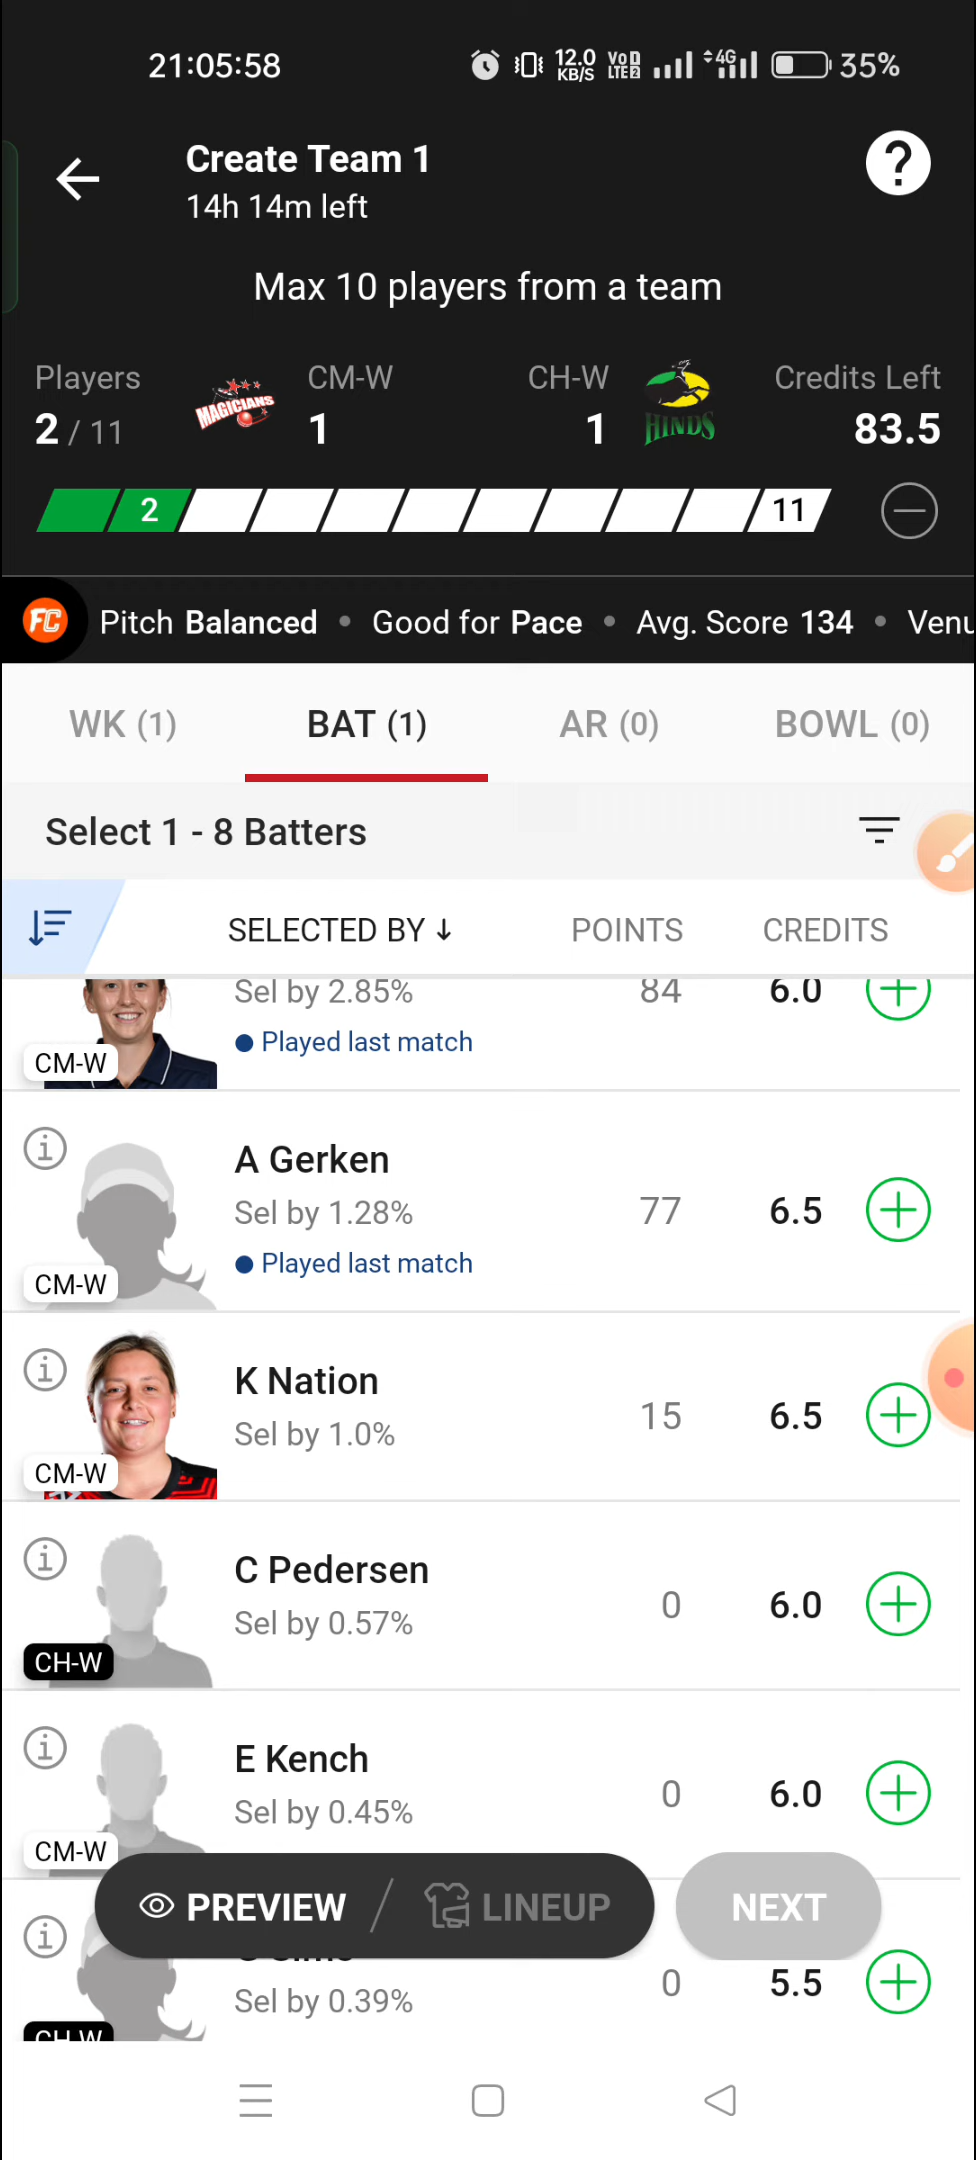 21:05:58 12.0 KB/S VoD LTE2 4G 35%
Create Team 1
14h 14m left
?
Max 10 players from a team
Players CM-W CH-W Credits Left
MAGICIANS HINDS
2 / 11 1 1 83.5
2 11
FC Pitch Balanced • Good for Pace • Avg. Score 134 • Venu
WK (1) BAT (1) AR (0) BOWL (0)
Select 1 - 8 Batters
SELECTED BY ↓ POINTS CREDITS
Sel by 2.85% 84 6.0
Played last match
CM-W
A Gerken
Sel by 1.28% 77 6.5
Played last match
CM-W
K Nation
Sel by 1.0% 15 6.5
CM-W
C Pedersen
Sel by 0.57% 0 6.0
CH-W
E Kench
Sel by 0.45% 0 6.0
CM-W
PREVIEW / LINEUP NEXT
Sel by 0.39% 0 5.5
CH-W